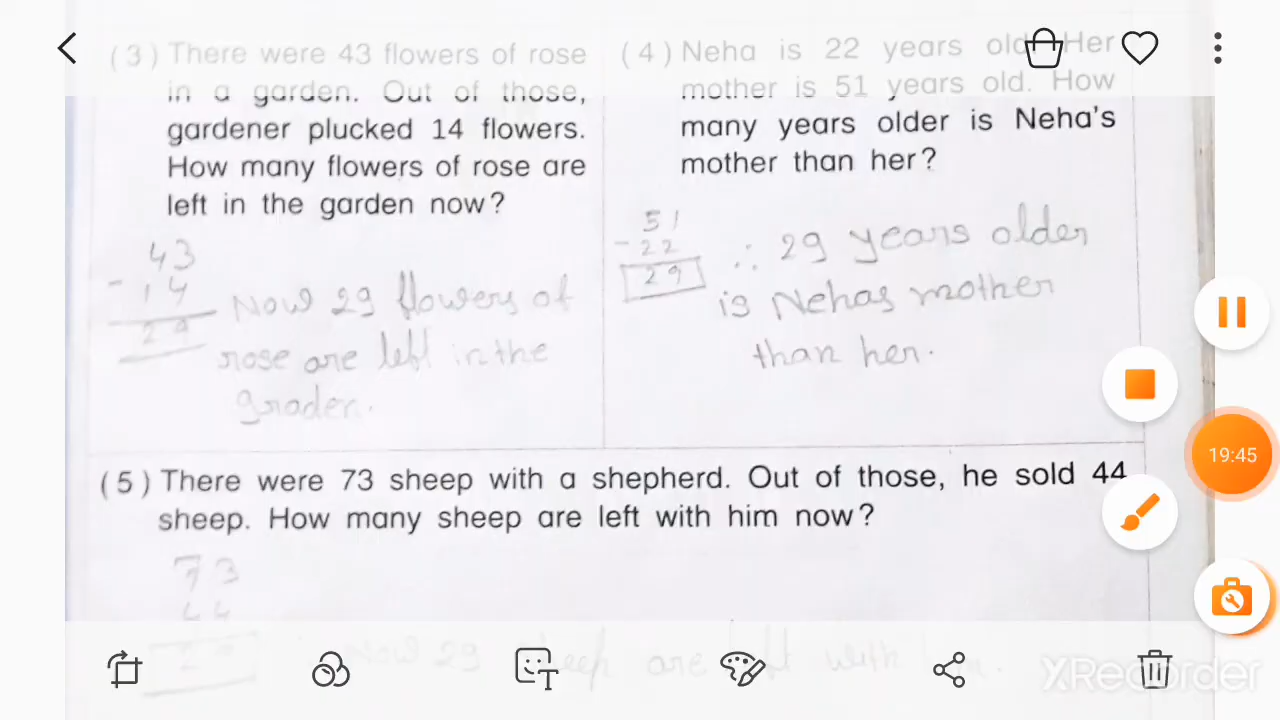 (3) There were 43 flowers of rose
in a garden. Out of those,
gardener plucked 14 flowers.
How many flowers of rose are
left in the garden now?
43
- 14
29
Now 29 flowers of
rose are left in the
grader.
(4) Neha is 22 years old. Her
mother is 51 years old. How
many years older is Neha's
mother than her?
51
- 22
29
∴ 29 years older
is Nehas mother
than her.
(5) There were 73 sheep with a shepherd. Out of those, he sold 44
sheep. How many sheep are left with him now?
73
44
29
Now 29 sheep are left with him.
19:45
T
XRecorder